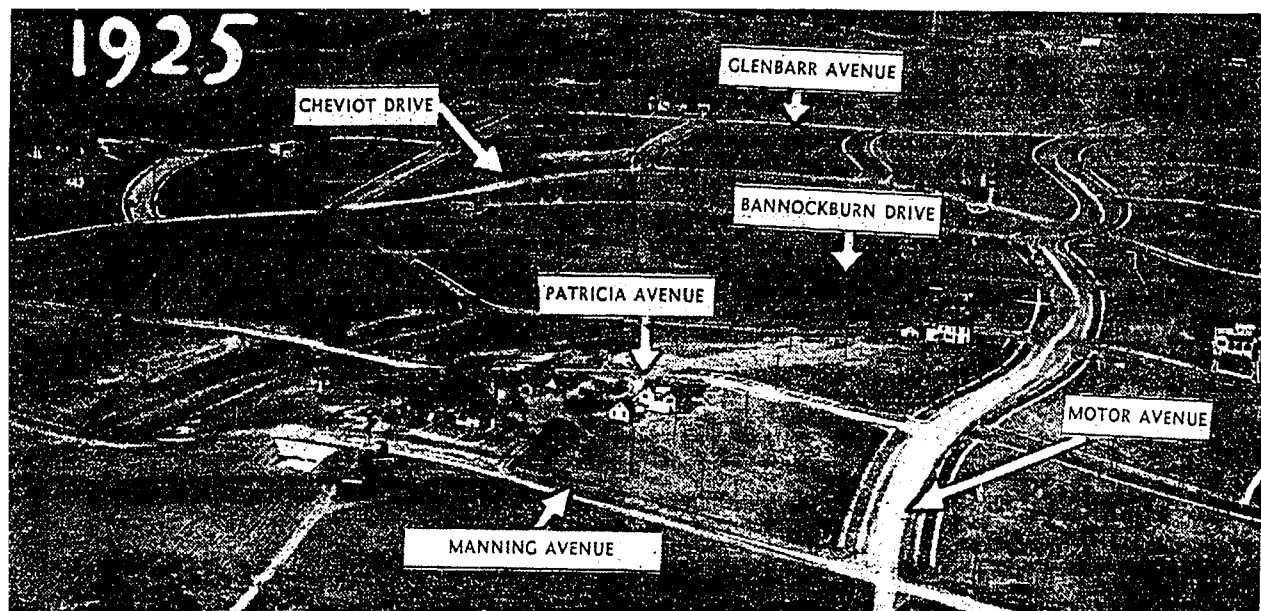 1925
GLENBARR AVENUE
CHEVIOT DRIVE
BANNOCKBURN DRIVE
PATRICIA AVENUE
MOTOR AVENUE
MANNING AVENUE